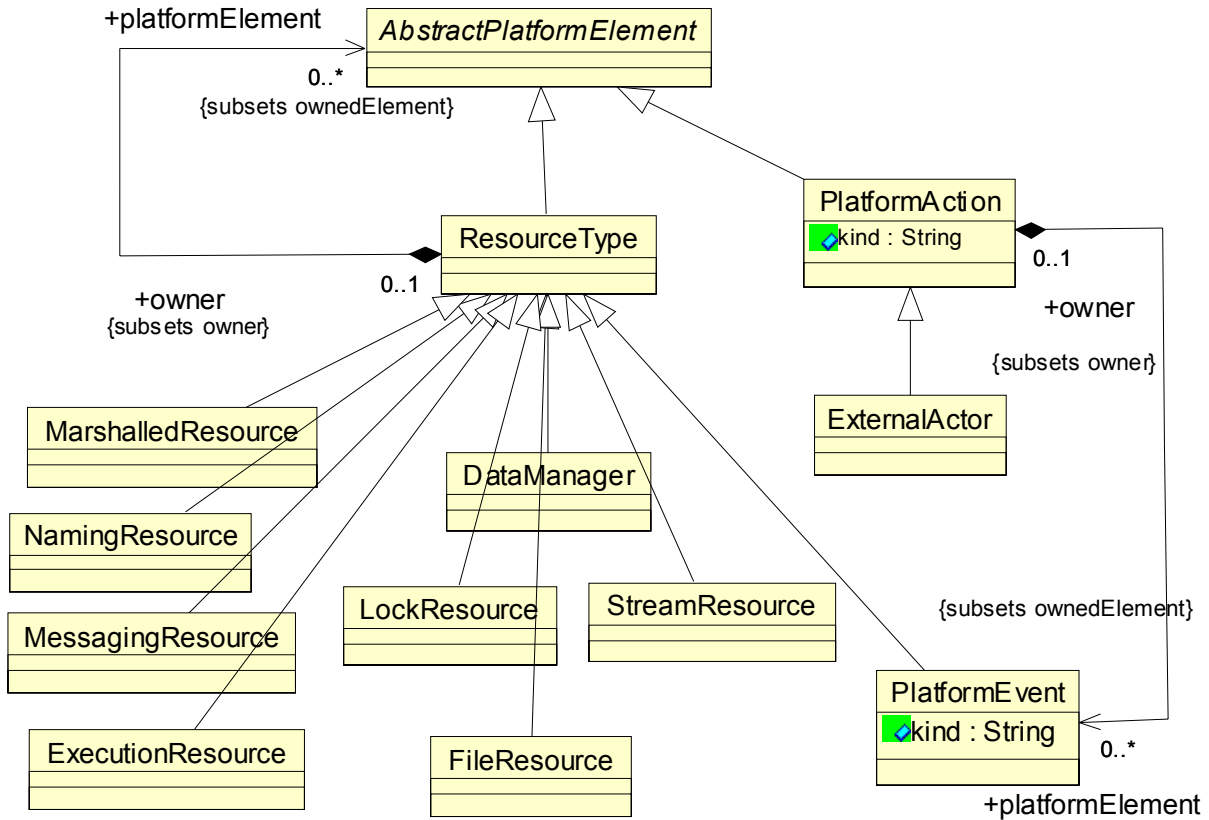 +platformElement
AbstractPlatformElement
0..*
{subsets ownedElement}
PlatformAction
kind : String
ResourceType
0..1
0..1
+owner
{subsets owner}
+owner
{subsets owner}
MarshalledResource
ExternalActor
DataManager
NamingResource
LockResource
StreamResource
{subsets ownedElement}
MessagingResource
PlatformEvent
kind : String
ExecutionResource
FileResource
0..*
+platformElement